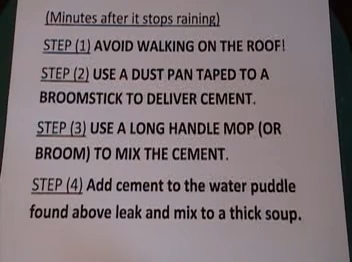 (Minutes after it stops raining)
STEP (1) AVOID WALKING ON THE ROOF!
STEP (2) USE A DUST PAN TAPED TO A
BROOMSTICK TO DELIVER CEMENT.
STEP (3) USE A LONG HANDLE MOP (OR
BROOM) TO MIX THE CEMENT.
STEP (4) Add cement to the water puddle
found above leak and mix to a thick soup.